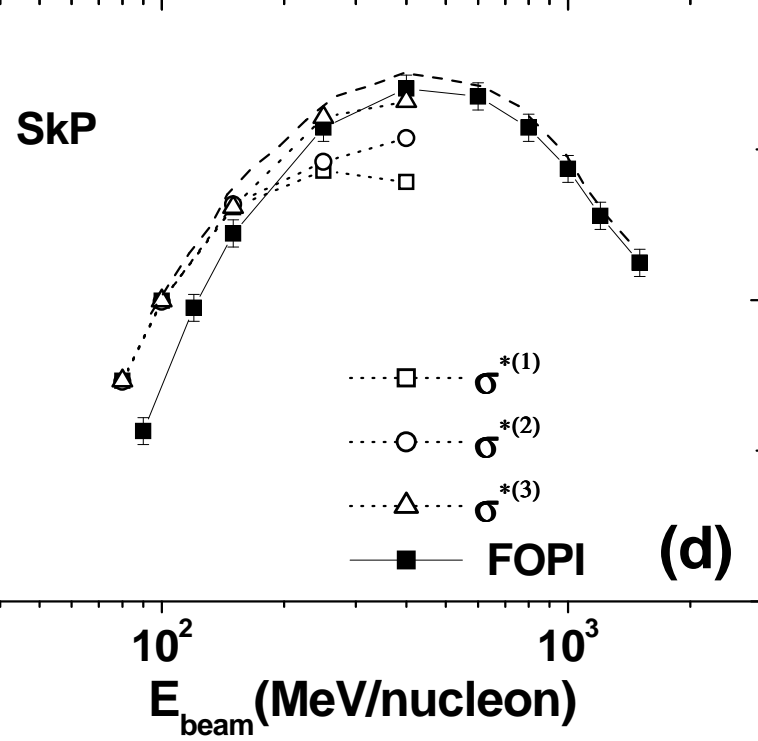 SkP
σ*(1)
σ*(2)
σ*(3)
FOPI
(d)
10² 10³
E_beam(MeV/nucleon)